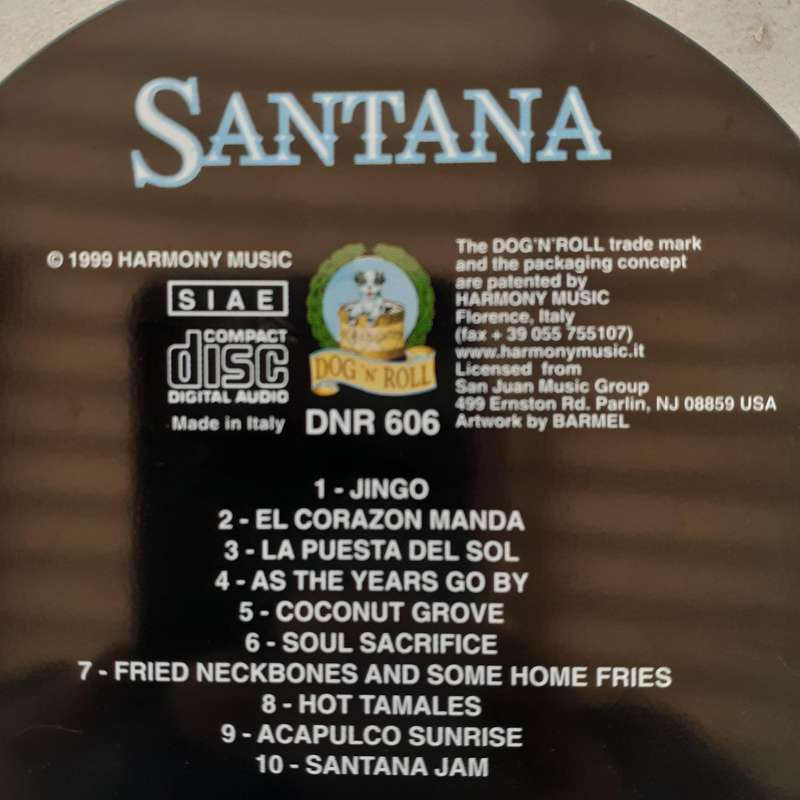 SANTANA
© 1999 HARMONY MUSIC
SIAE
COMPACT
disc
DIGITAL AUDIO
Made in Italy
DOG 'N' ROLL
DNR 606
The DOG'N'ROLL trade mark
and the packaging concept
are patented by
HARMONY MUSIC
Florence, Italy
(fax + 39 055 755107)
www.harmonymusic.it
Licensed from
San Juan Music Group
499 Ernston Rd. Parlin, NJ 08859 USA
Artwork by BARMEL
1 - JINGO
2 - EL CORAZON MANDA
3 - LA PUESTA DEL SOL
4 - AS THE YEARS GO BY
5 - COCONUT GROVE
6 - SOUL SACRIFICE
7 - FRIED NECKBONES AND SOME HOME FRIES
8 - HOT TAMALES
9 - ACAPULCO SUNRISE
10 - SANTANA JAM